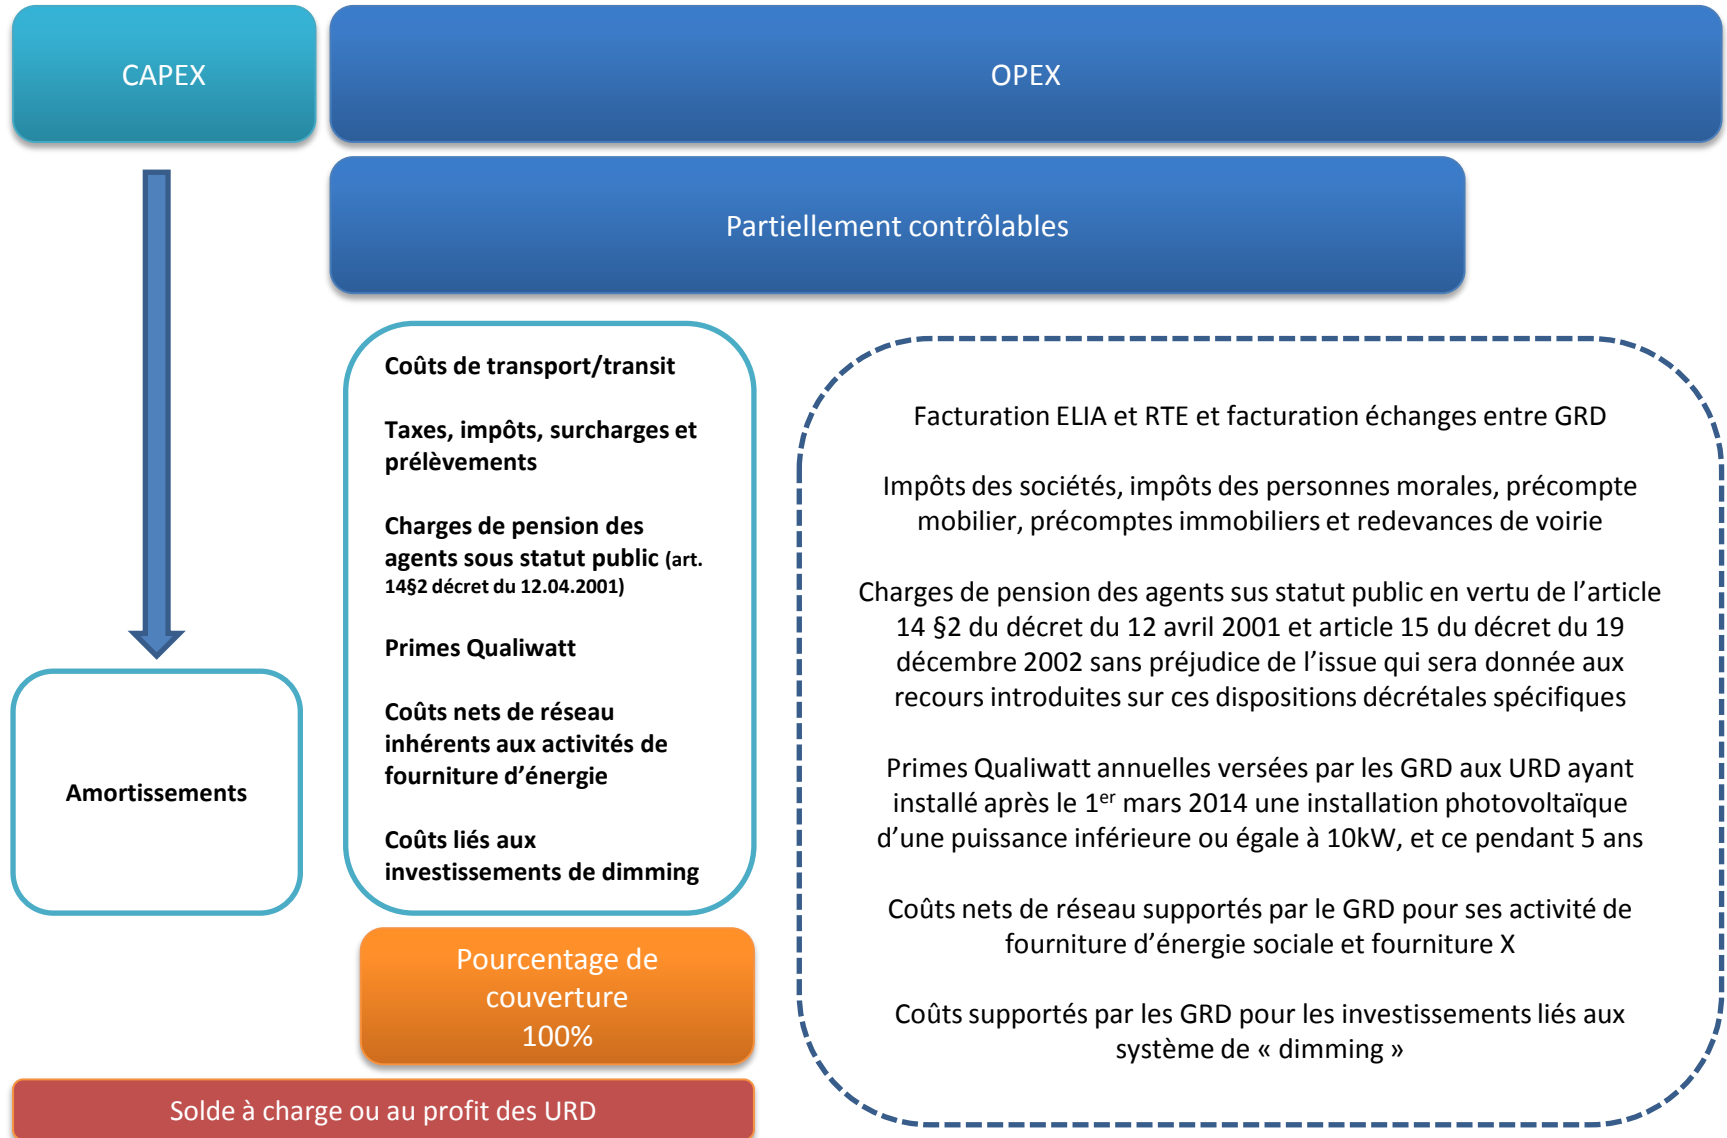 CAPEX
OPEX
Partiellement contrôlables
Coûts de transport/transit
Taxes, impôts, surcharges et
prélèvements
Charges de pension des
agents sous statut public (art.
14§2 décret du 12.04.2001)
Primes Qualiwatt
Coûts nets de réseau
inhérents aux activités de
fourniture d’énergie
Coûts liés aux
investissements de dimming
Amortissements
Pourcentage de
couverture
100%
Solde à charge ou au profit des URD
Facturation ELIA et RTE et facturation échanges entre GRD
Impôts des sociétés, impôts des personnes morales, précompte
mobilier, précomptes immobiliers et redevances de voirie
Charges de pension des agents sus statut public en vertu de l’article
14 §2 du décret du 12 avril 2001 et article 15 du décret du 19
décembre 2002 sans préjudice de l’issue qui sera donnée aux
recours introduites sur ces dispositions décrétales spécifiques
Primes Qualiwatt annuelles versées par les GRD aux URD ayant
installé après le 1er mars 2014 une installation photovoltaïque
d’une puissance inférieure ou égale à 10kW, et ce pendant 5 ans
Coûts nets de réseau supportés par le GRD pour ses activité de
fourniture d’énergie sociale et fourniture X
Coûts supportés par les GRD pour les investissements liés aux
système de « dimming »